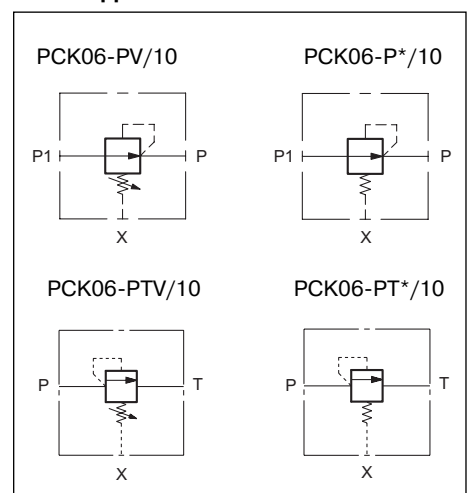 PCK06-PV/10 PCK06-P*/10
P1 P P1 P
X X
PCK06-PTV/10 PCK06-PT*/10
P T P T
X X